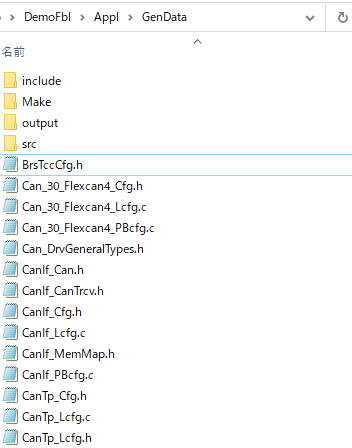 DemoFbl > Appl > GenData
名前
include
Make
output
src
BrsTccCfg.h
Can_30_Flexcan4_Cfg.h
Can_30_Flexcan4_Lcfg.c
Can_30_Flexcan4_PBcfg.c
Can_DrvGeneralTypes.h
CanIf_Can.h
CanIf_CanTrcv.h
CanIf_Cfg.h
CanIf_Lcfg.c
CanIf_MemMap.h
CanIf_PBcfg.c
CanTp_Cfg.h
CanTp_Lcfg.c
CanTp_Lcfg.h